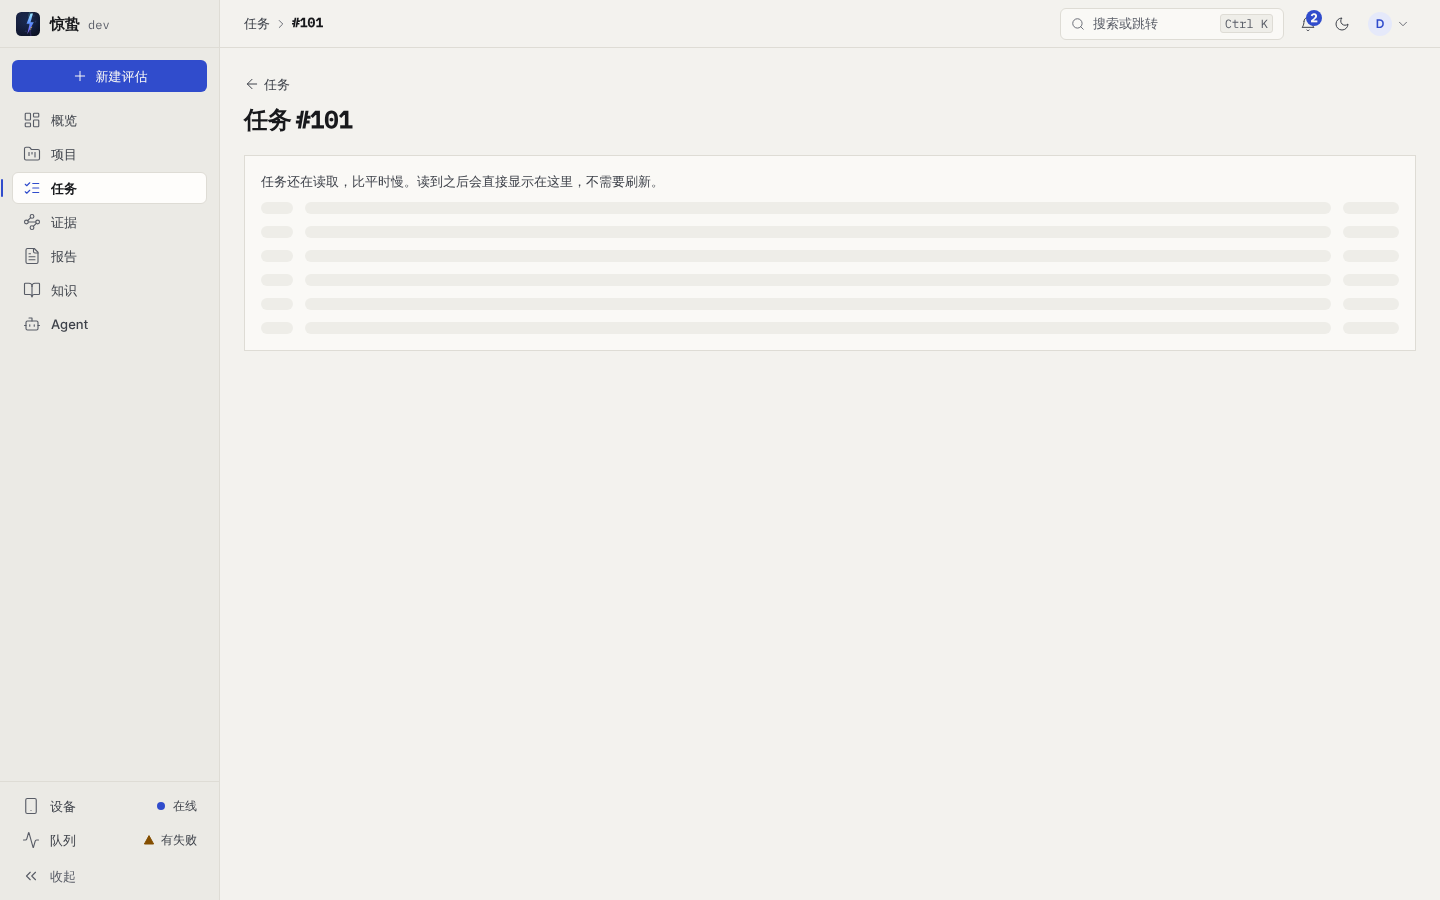 惊蛰 dev
任务 > #101
搜索或跳转 Ctrl K
2
D
新建评估
概览
项目
任务
证据
报告
知识
Agent
任务
任务 #101
任务还在读取，比平时慢。读到之后会直接显示在这里，不需要刷新。
设备 在线
队列 有失败
收起